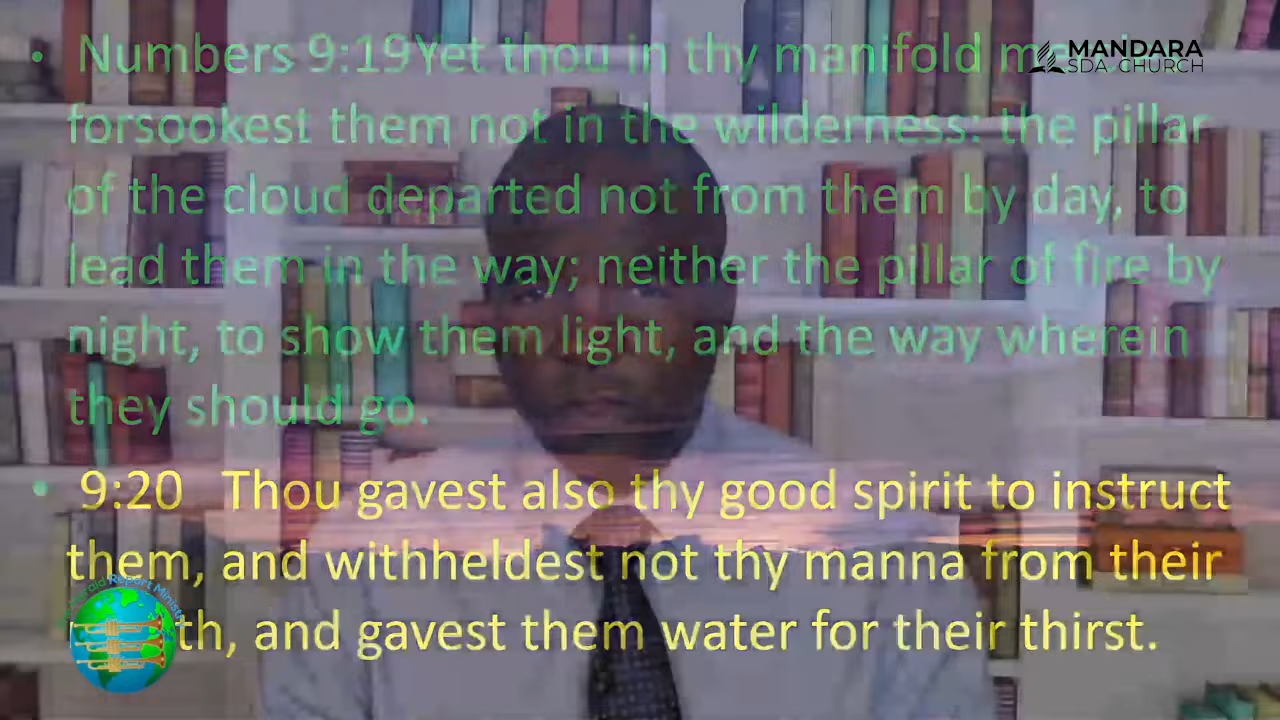 • Numbers 9:19Yet thou in thy manifold
MANDARA
SDA CHURCH
forsookest them not in the wilderness: the pillar
of the cloud departed not from them by day, to
lead them in the way; neither the pillar of fire by
night, to show them light, and the way wherein
they should go.
• 9:20 Thou gavest also thy good spirit to instruct
them, and withheldest not thy manna from their
and gavest them water for their thirst.
Report